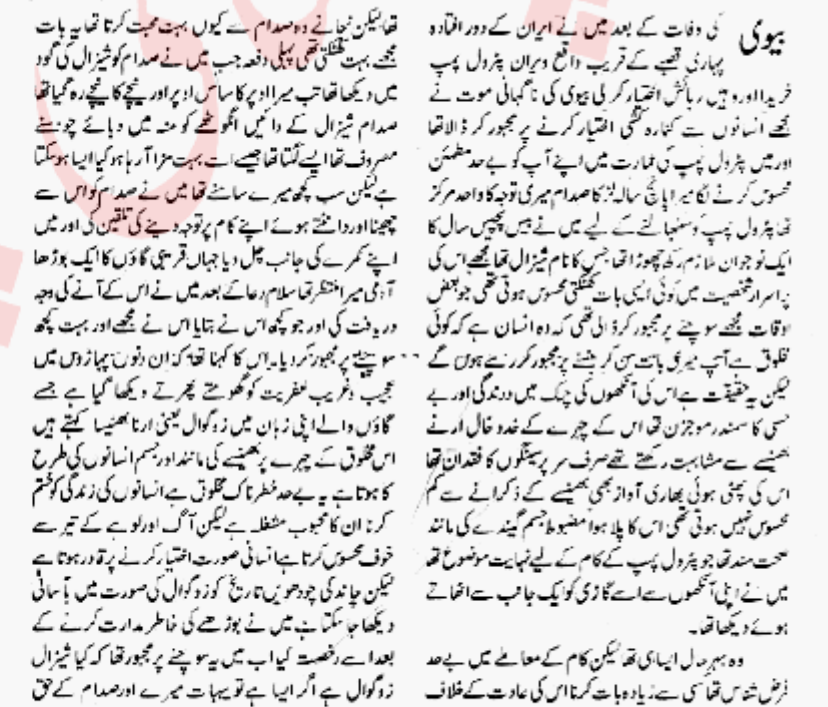 بیوی کی وفات کے بعد میں نے ایران کے دور افتادہ
پہاڑی قصبے کے قریب واقع ویران پٹرول پمپ
خریدا اور وہیں رہائش اختیار کر لی بیوی کی ناگہانی موت نے
مجھے انسانوں سے کنارہ کشی اختیار کرنے پر مجبور کر ڈالا تھا
اور میں پٹرول پمپ کی عمارت میں اپنے آپ کو بے حد مطمئن
محسوس کرنے لگا میرا پانچ سالہ لڑکا صدام میری توجہ کا واحد مرکز
تھا پٹرول پمپ کو سنبھالنے کے لیے میں نے بیس پچیس سال کا
ایک نوجوان ملازم رکھ چھوڑا تھا جس کا نام شیزال تھا مجھے اس کی
پراسرار شخصیت میں کوئی ایسی بات کھٹکتی محسوس ہوتی تھی جو بعض
اوقات مجھے سوچنے پر مجبور کر ڈالتی تھی کہ وہ انسان ہے کہ کوئی
مخلوق ہے آپ میری بات سن کر ہنسنے پر مجبور کر رہے ہوں گے
لیکن یہ حقیقت ہے اس کی آنکھوں کی چمک میں درندگی اور بے
حسی کا سمندر موجزن تھا اس کے چہرے کے خدوخال ارنے
بھینسے سے مشابہت رکھتے تھے صرف سر پر سینگوں کا فقدان تھا
اس کی پھٹی ہوئی بھاری آواز بھی بھینسے کے ڈکرانے سے کم
محسوس نہیں ہوتی تھی اس کا پلا ہوا مضبوط جسم گینڈے کی مانند
صحت مند تھا جو پٹرول پمپ کے کام کے لیے نہایت موضوع تھا
میں نے اپنی آنکھوں سے اسے گاڑی کو ایک جانب سے اٹھاتے
ہوئے دیکھا تھا۔
وہ بہرحال ایسا ہی تھا لیکن کام کے معاملے میں بے حد
فرض شناس تھا کسی سے زیادہ بات کرنا اس کی عادت کے خلاف
تھا لیکن نجانے وہ صدام سے کیوں بہت محبت کرتا تھا یہ بات
مجھے بہت کھٹکتی تھی پہلی دفعہ جب میں نے صدام کو شیزال کی گود
میں دیکھا تھا تب میرا اوپر کا سانس اوپر اور نیچے کا نیچے رہ گیا تھا
صدام شیزال کے دائیں انگوٹھے کو منہ میں دبائے چوسنے
مصروف تھا ایسے لگتا تھا جیسے اسے بہت مزا آ رہا ہو کیا ایسا ہوسکتا
ہے لیکن سب کچھ میرے سامنے تھا میں نے صدام کو اس سے
چھینا اور ڈانٹتے ہوئے اپنے کام پر توجہ دینے کی تلقین کی اور میں
اپنے کمرے کی جانب چل دیا جہاں قریبی گاؤں کا ایک بوڑھا
آدمی میرا منتظر تھا سلام دعا کے بعد میں نے اس کے آنے کی وجہ
دریافت کی اور جو کچھ اس نے بتایا اس نے مجھے اور بہت کچھ
سوچنے پر مجبور کر دیا۔ اس کا کہنا تھا کہ ان دنوں پہاڑوں میں
عجیب و غریب عفریت کو گھومتے پھرتے دیکھا گیا ہے جسے
گاؤں والے اپنی زبان میں زوگوال یعنی ارنا بھینسا کہتے ہیں
اس مخلوق کے چہرے پر بھینسے کی مانند اور جسم انسانوں کی طرح
کا ہوتا ہے یہ بے حد خطرناک مخلوق ہے انسانوں کی زندگی کو ختم
کرنا ان کا محبوب مشغلہ ہے لیکن آگ اور لوہے کے تیر سے
خوف محسوس کرتا ہے انسانی صورت اختیار کرنے پر قادر ہوتا ہے
لیکن چاند کی چودھویں تاریخ کو زوگوال کی صورت میں با آسانی
دیکھا جا سکتا ہے میں نے بوڑھے کی خاطر مدارت کرنے کے
بعد اسے رخصت کیا اب میں یہ سوچنے پر مجبور تھا کہ کیا شیزال
زوگوال ہے اگر ایسا ہے تو یہ بات میرے اور صدام کے حق